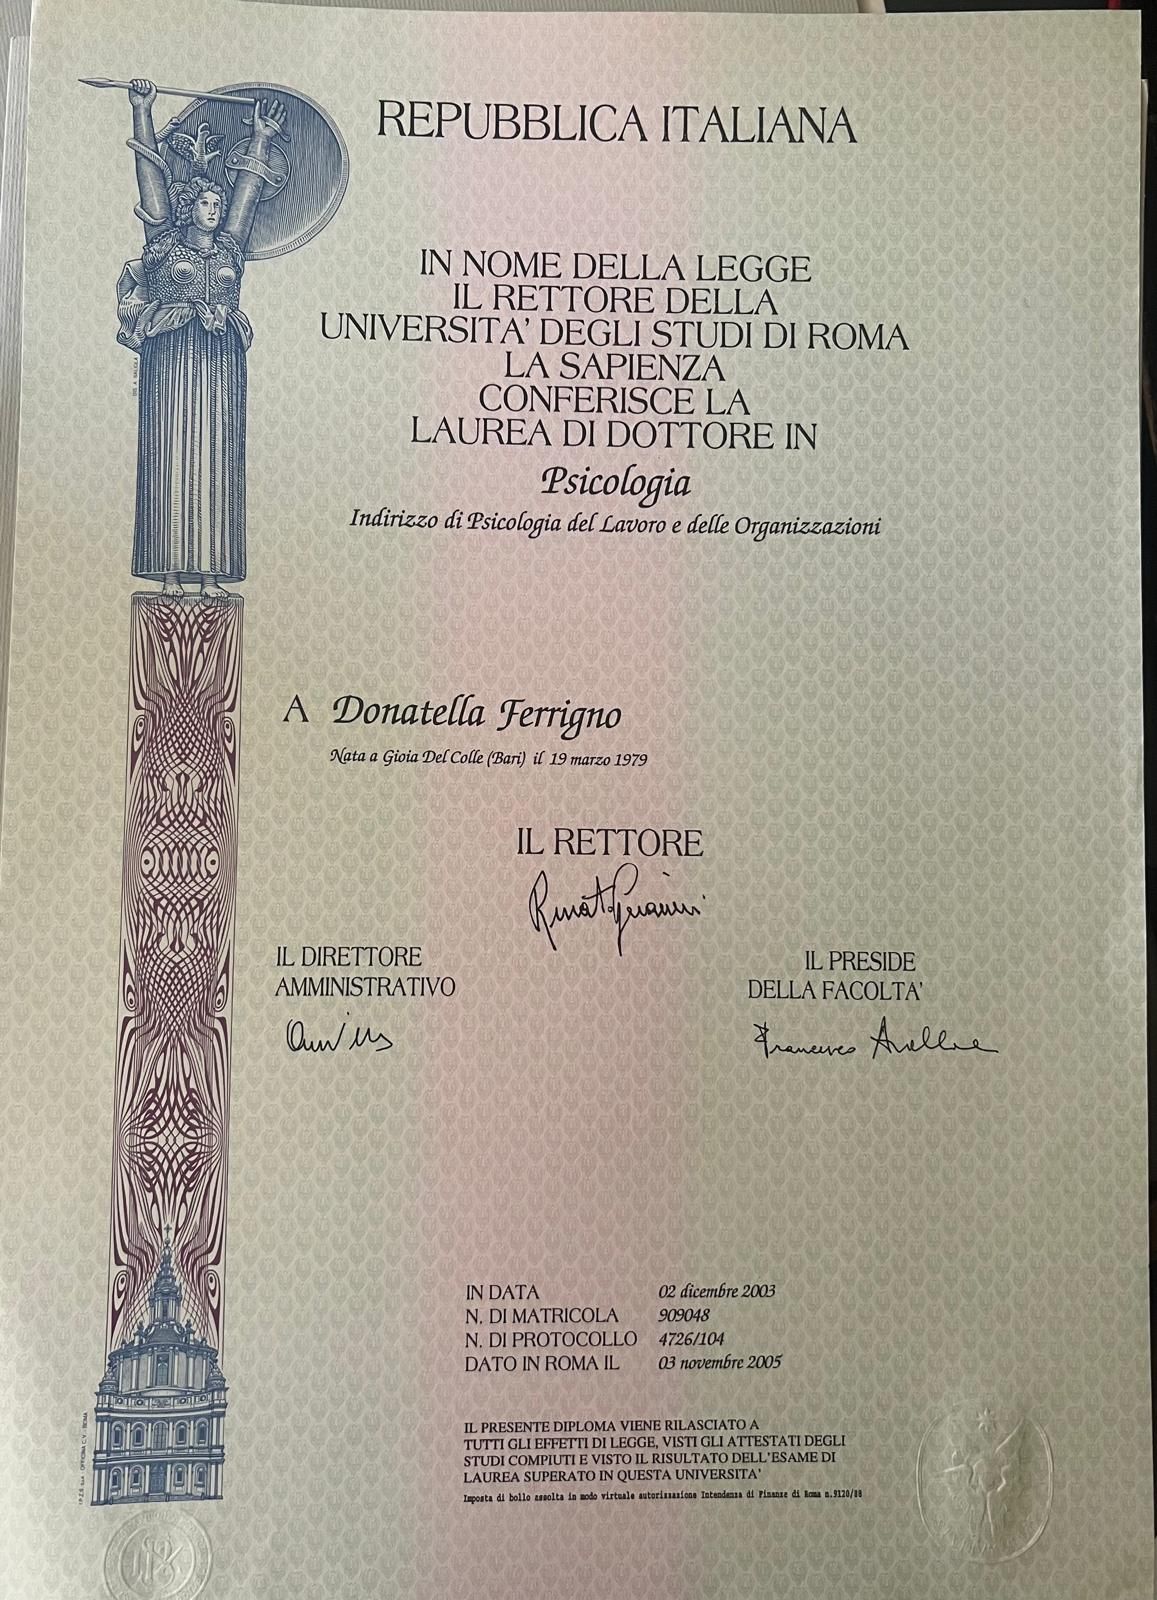 REPUBBLICA ITALIANA
IN NOME DELLA LEGGE
IL RETTORE DELLA
UNIVERSITA' DEGLI STUDI DI ROMA
LA SAPIENZA
CONFERISCE LA
LAUREA DI DOTTORE IN
Psicologia
Indirizzo di Psicologia del Lavoro e delle Organizzazioni
A Donatella Ferrigno
Nata a Gioia Del Colle (Bari) il 19 marzo 1979
IL RETTORE
IL DIRETTORE
AMMINISTRATIVO
IL PRESIDE
DELLA FACOLTA'
Francesco
IN DATA 02 dicembre 2003
N. DI MATRICOLA 909048
N. DI PROTOCOLLO 4726/104
DATO IN ROMA IL 03 novembre 2005
IL PRESENTE DIPLOMA VIENE RILASCIATO A
TUTTI GLI EFFETTI DI LEGGE, VISTI GLI ATTESTATI DEGLI
STUDI COMPIUTI E VISTO IL RISULTATO DELL'ESAME DI
LAUREA SUPERATO IN QUESTA UNIVERSITA'
Imposta di bollo assolta in modo virtuale autorizzazione Intendenza di Finanze di Roma n.9120/88
I.P.Z.S. S.p.A. OFFICINA C.V. - ROMA